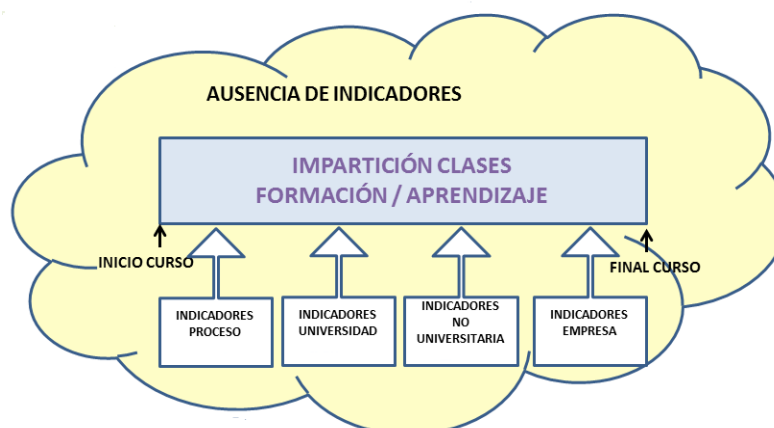 AUSENCIA DE INDICADORES
IMPARTICIÓN CLASES
FORMACIÓN / APRENDIZAJE
INICIO CURSO
FINAL CURSO
INDICADORES
PROCESO
INDICADORES
UNIVERSIDAD
INDICADORES
NO
UNIVERSITARIA
INDICADORES
EMPRESA